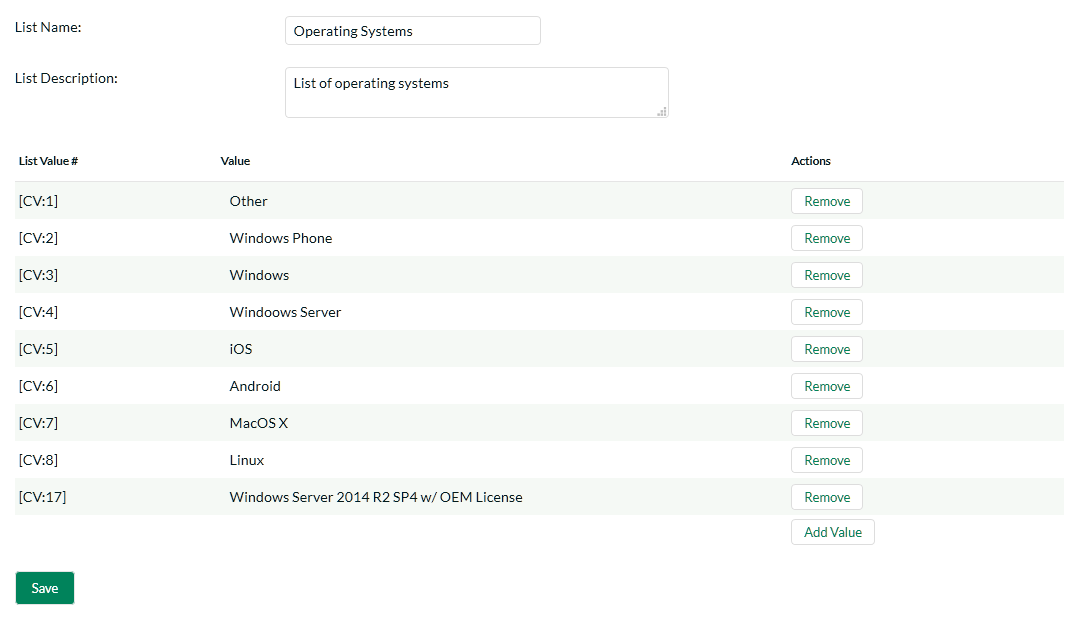 List Name:
Operating Systems
List Description:
List of operating systems
List Value # Value Actions
[CV:1] Other Remove
[CV:2] Windows Phone Remove
[CV:3] Windows Remove
[CV:4] Windoows Server Remove
[CV:5] iOS Remove
[CV:6] Android Remove
[CV:7] MacOS X Remove
[CV:8] Linux Remove
[CV:17] Windows Server 2014 R2 SP4 w/ OEM License Remove
Add Value
Save